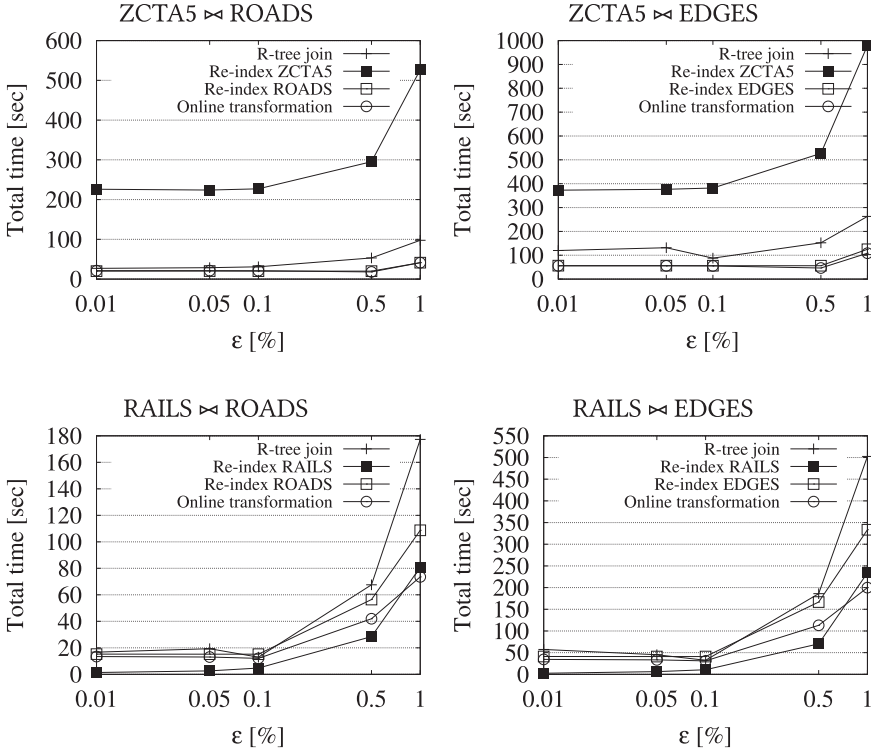 ZCTA5 ⋈ ROADS
600
500
400
300
200
100
0
Total time [sec]
R-tree join
Re-index ZCTA5
Re-index ROADS
Online transformation
0.01
0.05
0.1
0.5
1
ε [%]
ZCTA5 ⋈ EDGES
1000
900
800
700
600
500
400
300
200
100
0
Total time [sec]
R-tree join
Re-index ZCTA5
Re-index EDGES
Online transformation
0.01
0.05
0.1
0.5
1
ε [%]
RAILS ⋈ ROADS
180
160
140
120
100
80
60
40
20
0
Total time [sec]
R-tree join
Re-index RAILS
Re-index ROADS
Online transformation
0.01
0.05
0.1
0.5
1
ε [%]
RAILS ⋈ EDGES
550
500
450
400
350
300
250
200
150
100
50
0
Total time [sec]
R-tree join
Re-index RAILS
Re-index EDGES
Online transformation
0.01
0.05
0.1
0.5
1
ε [%]